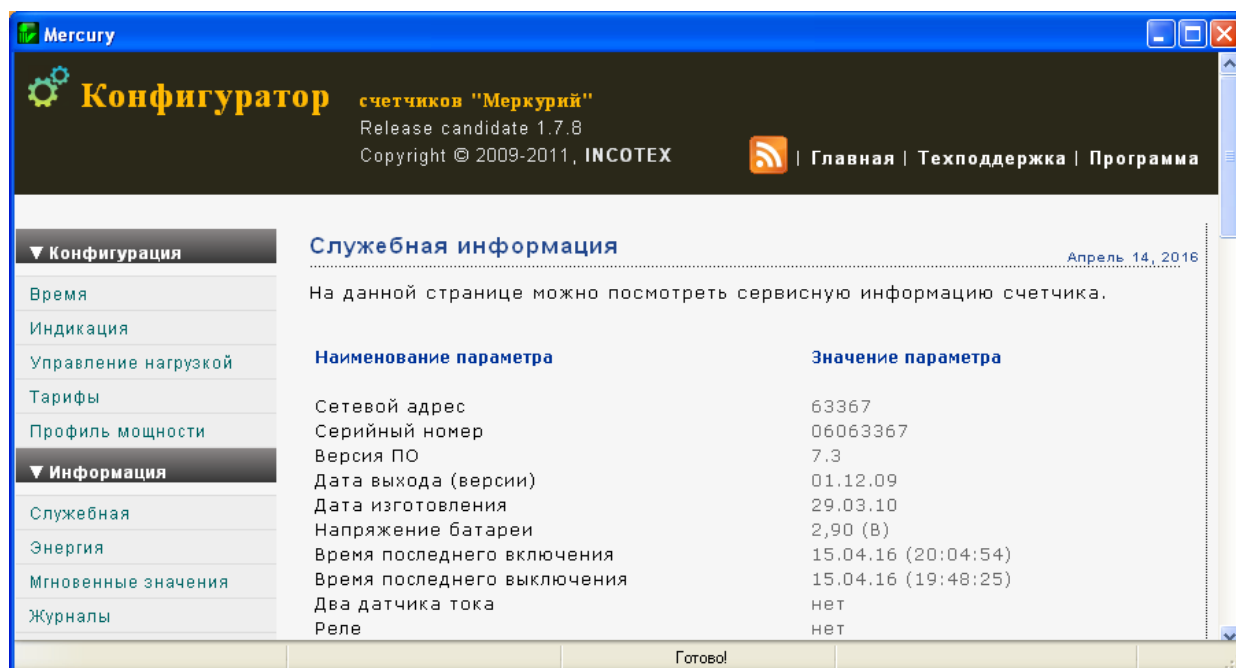 Mercury
Конфигуратор счетчиков "Меркурий"
Release candidate 1.7.8
Copyright © 2009-2011, INCOTEX
| Главная | Техподдержка | Программа
▼ Конфигурация
Время
Индикация
Управление нагрузкой
Тарифы
Профиль мощности
▼ Информация
Служебная
Энергия
Мгновенные значения
Журналы
Служебная информация
Апрель 14, 2016
На данной странице можно посмотреть сервисную информацию счетчика.
Наименование параметра Значение параметра
Сетевой адрес 63367
Серийный номер 06063367
Версия ПО 7.3
Дата выхода (версии) 01.12.09
Дата изготовления 29.03.10
Напряжение батареи 2,90 (В)
Время последнего включения 15.04.16 (20:04:54)
Время последнего выключения 15.04.16 (19:48:25)
Два датчика тока нет
Реле нет
Готово!